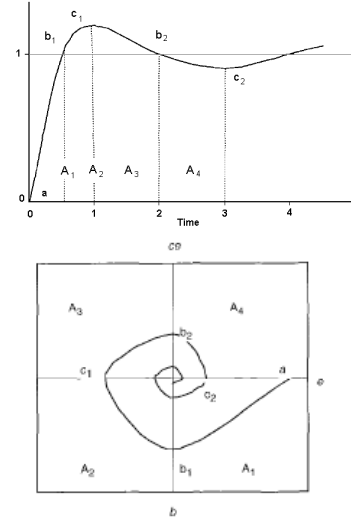 c₁
b₁
b₂
1
c₂
A₁ A₂ A₃ A₄
a
0
0 1 2 3 4
Time
ce
A₃ A₄
b₂
c₁ a
e
c₂
A₂ b₁ A₁
b